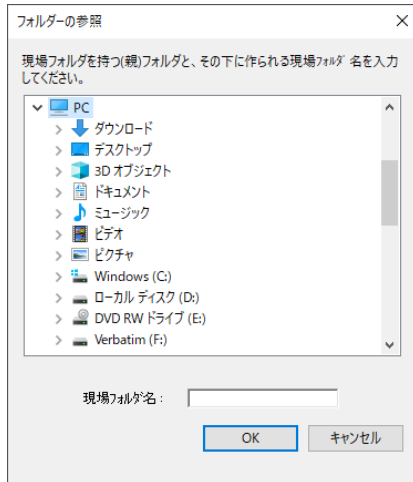 フォルダーの参照
現場フォルダを持つ(親)フォルダと、その下に作られる現場ﾌｫﾙﾀﾞ 名を入力
してください。
PC
ダウンロード
デスクトップ
3D オブジェクト
ドキュメント
ミュージック
ビデオ
ピクチャ
Windows (C:)
ローカル ディスク (D:)
DVD RW ドライブ (E:)
Verbatim (F:)
現場ﾌｫﾙﾀﾞ名：
OK
キャンセル